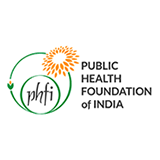 phfi
PUBLIC
HEALTH
FOUNDATION
of INDIA